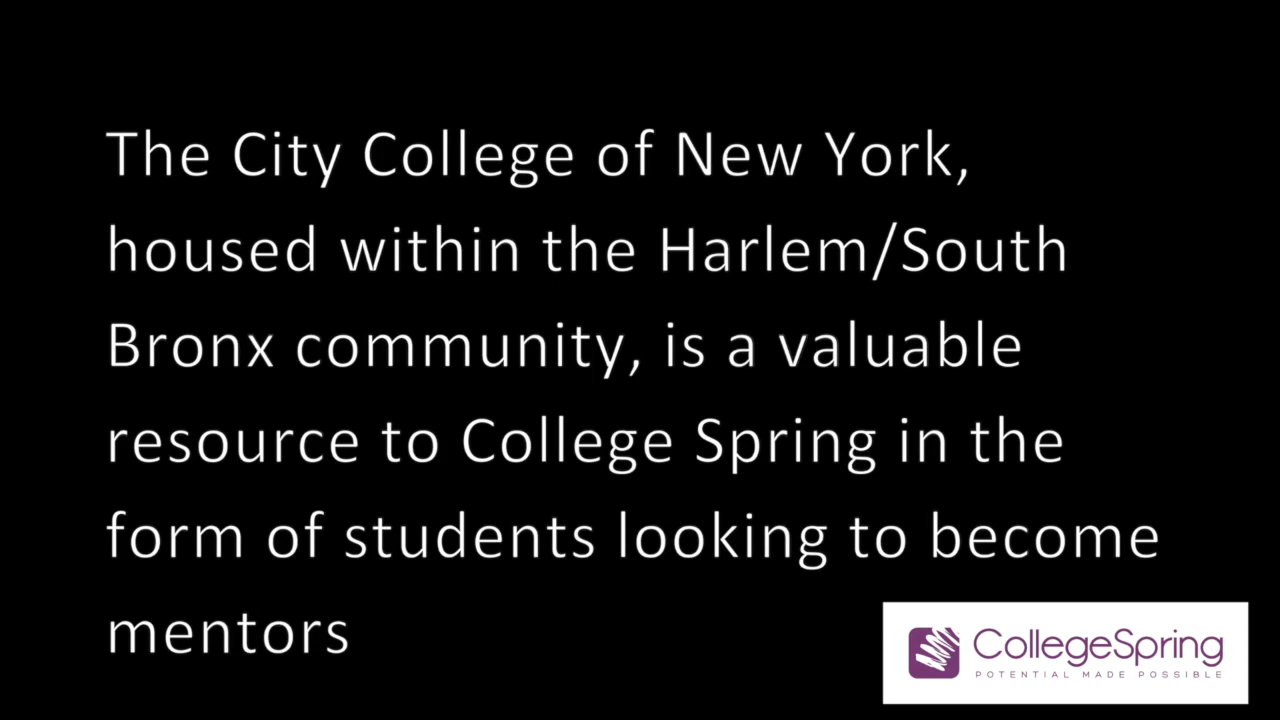 The City College of New York,
housed within the Harlem/South
Bronx community, is a valuable
resource to College Spring in the
form of students looking to become
mentors
CollegeSpring
POTENTIAL MADE POSSIBLE